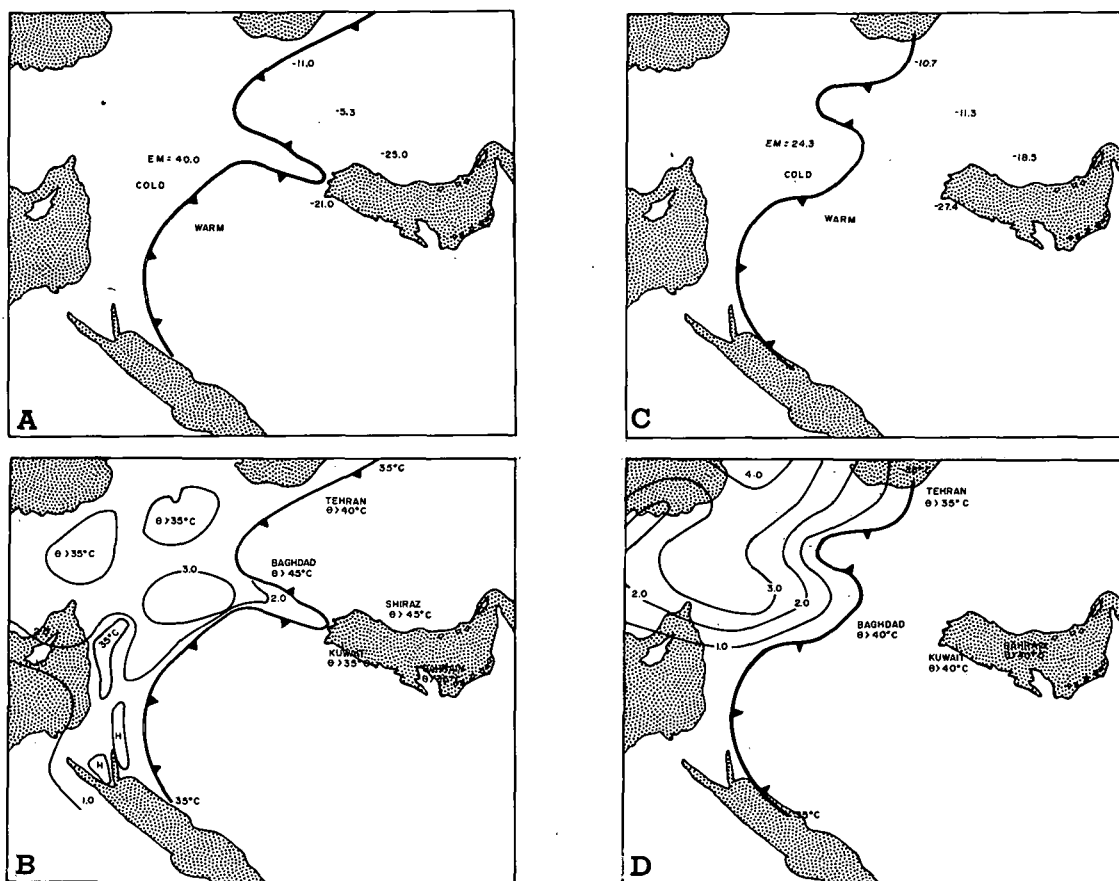 -11.0
-5.3
EM = 40.0
-25.0
COLD
-21.0
WARM
A
-10.7
-11.3
EM = 24.3
COLD
-18.5
-27.4
WARM
C
35°C
TEHRAN
θ > 40°C
θ > 35°C
θ > 35°C
BAGHDAD
θ > 45°C
3.0
2.0
SHIRAZ
θ > 45°C
35°C
KUWAIT
θ > 35°C
H
H
1.0
35°C
B
4.0
TEHRAN
θ > 35°C
3.0
2.0
2.0
BAGHDAD
θ > 40°C
1.0
KUWAIT
θ > 40°C
35°C
D